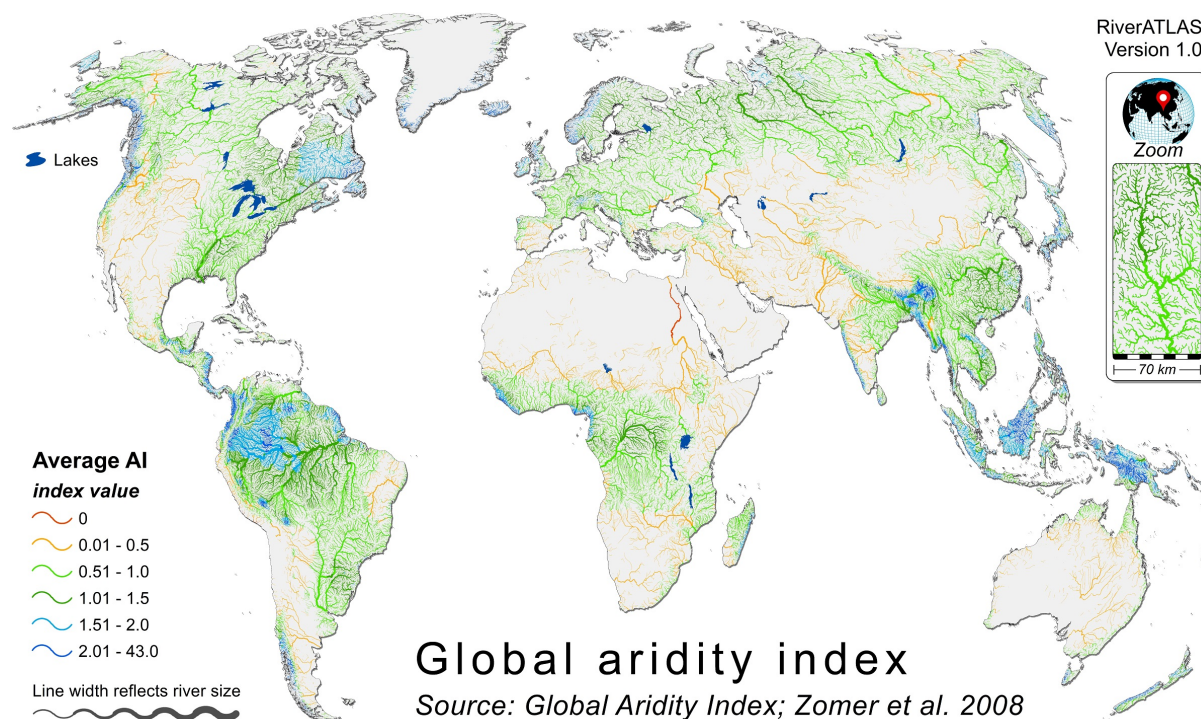 RiverATLAS
Version 1.0
Zoom
70 km
Lakes
Average AI
index value
0
0.01 - 0.5
0.51 - 1.0
1.01 - 1.5
1.51 - 2.0
2.01 - 43.0
Line width reflects river size
Global aridity index
Source: Global Aridity Index; Zomer et al. 2008